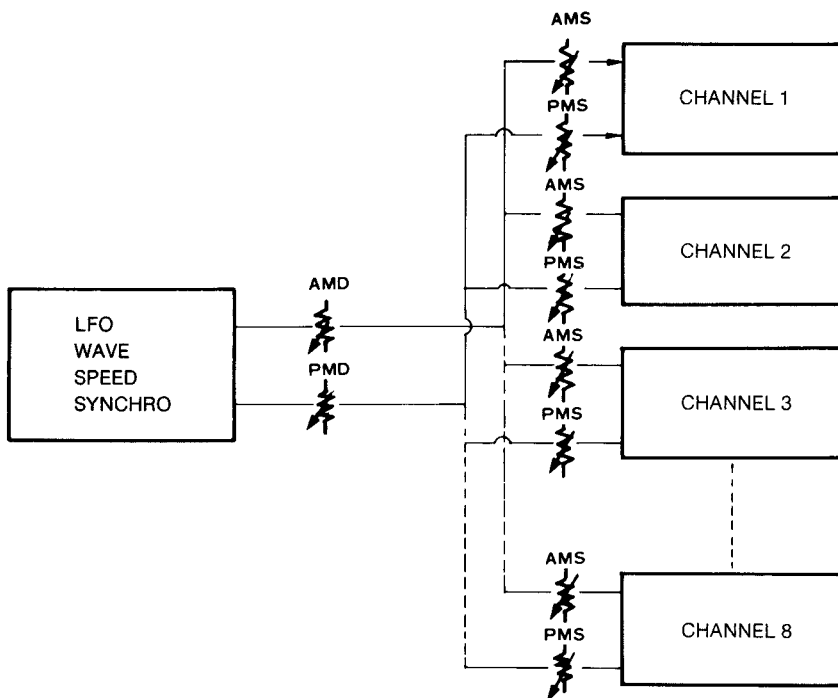 AMS
CHANNEL 1
PMS
AMS
CHANNEL 2
PMS
AMD
LFO
WAVE
SPEED
SYNCHRO
PMD
AMS
CHANNEL 3
PMS
AMS
CHANNEL 8
PMS